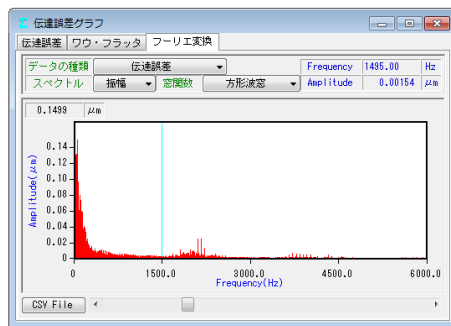 伝達誤差グラフ
伝達誤差 ワウ・フラッタ フーリエ変換
データの種類 伝達誤差 Frequency 1495.00 Hz
スペクトル 振幅 窓関数 方形波窓 Amplitude 0.00154 μm
0.1499 μm
0.14
0.12
0.10
0.08
0.06
0.04
0.02
0
Amplitude(μm)
0 1500.0 3000.0 4500.0 6000.0
Frequency(Hz)
CSV File